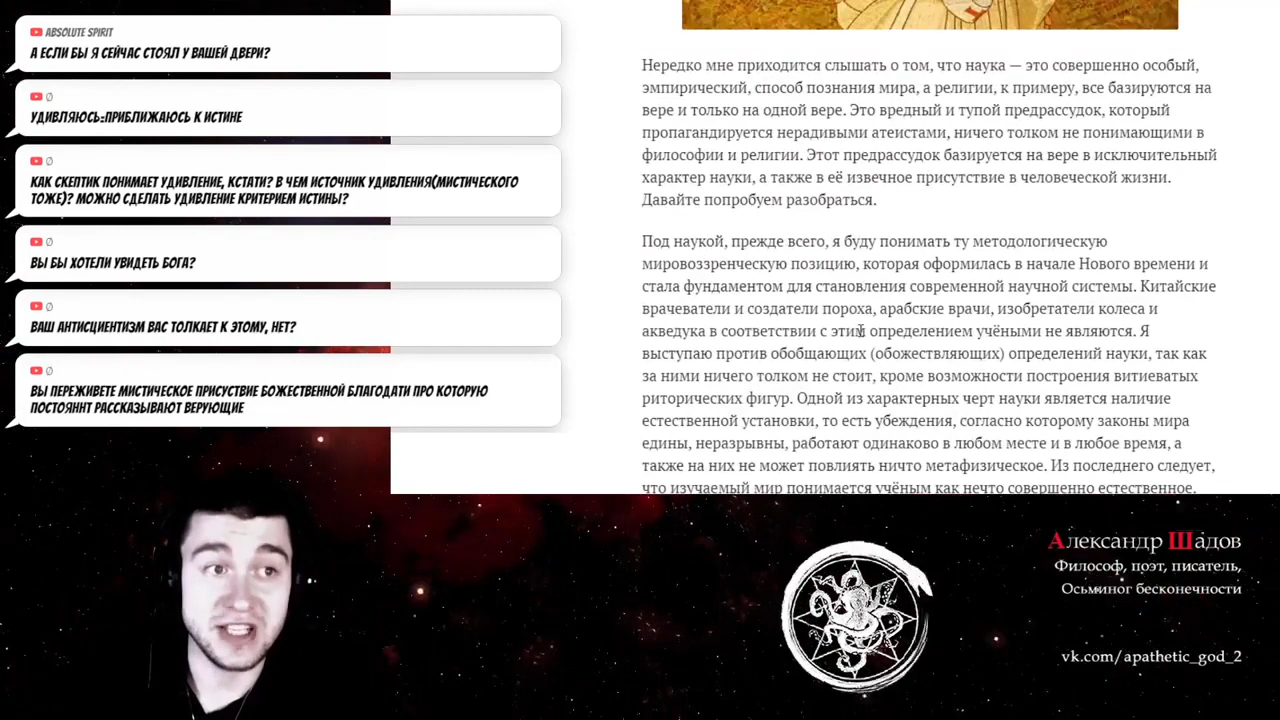 ABSOLUTE SPIRIT
А ЕСЛИ БЫ Я СЕЙЧАС СТОЯЛ У ВАШЕЙ ДВЕРИ?
Ø
УДИВЛЯЮСЬ=ПРИБЛИЖАЮСЬ К ИСТИНЕ
Ø
КАК СКЕПТИК ПОНИМАЕТ УДИВЛЕНИЕ, КСТАТИ? В ЧЕМ ИСТОЧНИК УДИВЛЕНИЯ(МИСТИЧЕСКОГО
ТОЖЕ)? МОЖНО СДЕЛАТЬ УДИВЛЕНИЕ КРИТЕРИЕМ ИСТИНЫ?
Ø
ВЫ БЫ ХОТЕЛИ УВИДЕТЬ БОГА?
Ø
ВАШ АНТИСЦИЕНТИЗМ ВАС ТОЛКАЕТ К ЭТОМУ, НЕТ?
Ø
ВЫ ПЕРЕЖИВЕТЕ МИСТИЧЕСКОЕ ПРИСУСТВИЕ БОЖЕСТВЕННОЙ БЛАГОДАТИ ПРО КОТОРУЮ
ПОСТОЯННТ РАССКАЗЫВАЮТ ВЕРУЮЩИЕ
Нередко мне приходится слышать о том, что наука — это совершенно особый,
эмпирический, способ познания мира, а религии, к примеру, все базируются на
вере и только на одной вере. Это вредный и тупой предрассудок, который
пропагандируется нерадивыми атеистами, ничего толком не понимающими в
философии и религии. Этот предрассудок базируется на вере в исключительный
характер науки, а также в её извечное присутствие в человеческой жизни.
Давайте попробуем разобраться.
Под наукой, прежде всего, я буду понимать ту методологическую
мировоззренческую позицию, которая оформилась в начале Нового времени и
стала фундаментом для становления современной научной системы. Китайские
врачеватели и создатели пороха, арабские врачи, изобретатели колеса и
акведука в соответствии с этим определением учёными не являются. Я
выступаю против обобщающих (обожествляющих) определений науки, так как
за ними ничего толком не стоит, кроме возможности построения витиеватых
риторических фигур. Одной из характерных черт науки является наличие
естественной установки, то есть убеждения, согласно которому законы мира
едины, неразрывны, работают одинаково в любом месте и в любое время, а
также на них не может повлиять ничто метафизическое. Из последнего следует,
что изучаемый мир понимается учёным как нечто совершенно естественное.
Александр Шадов
Философ, поэт, писатель,
Осьминог бесконечности
vk.com/apathetic_god_2